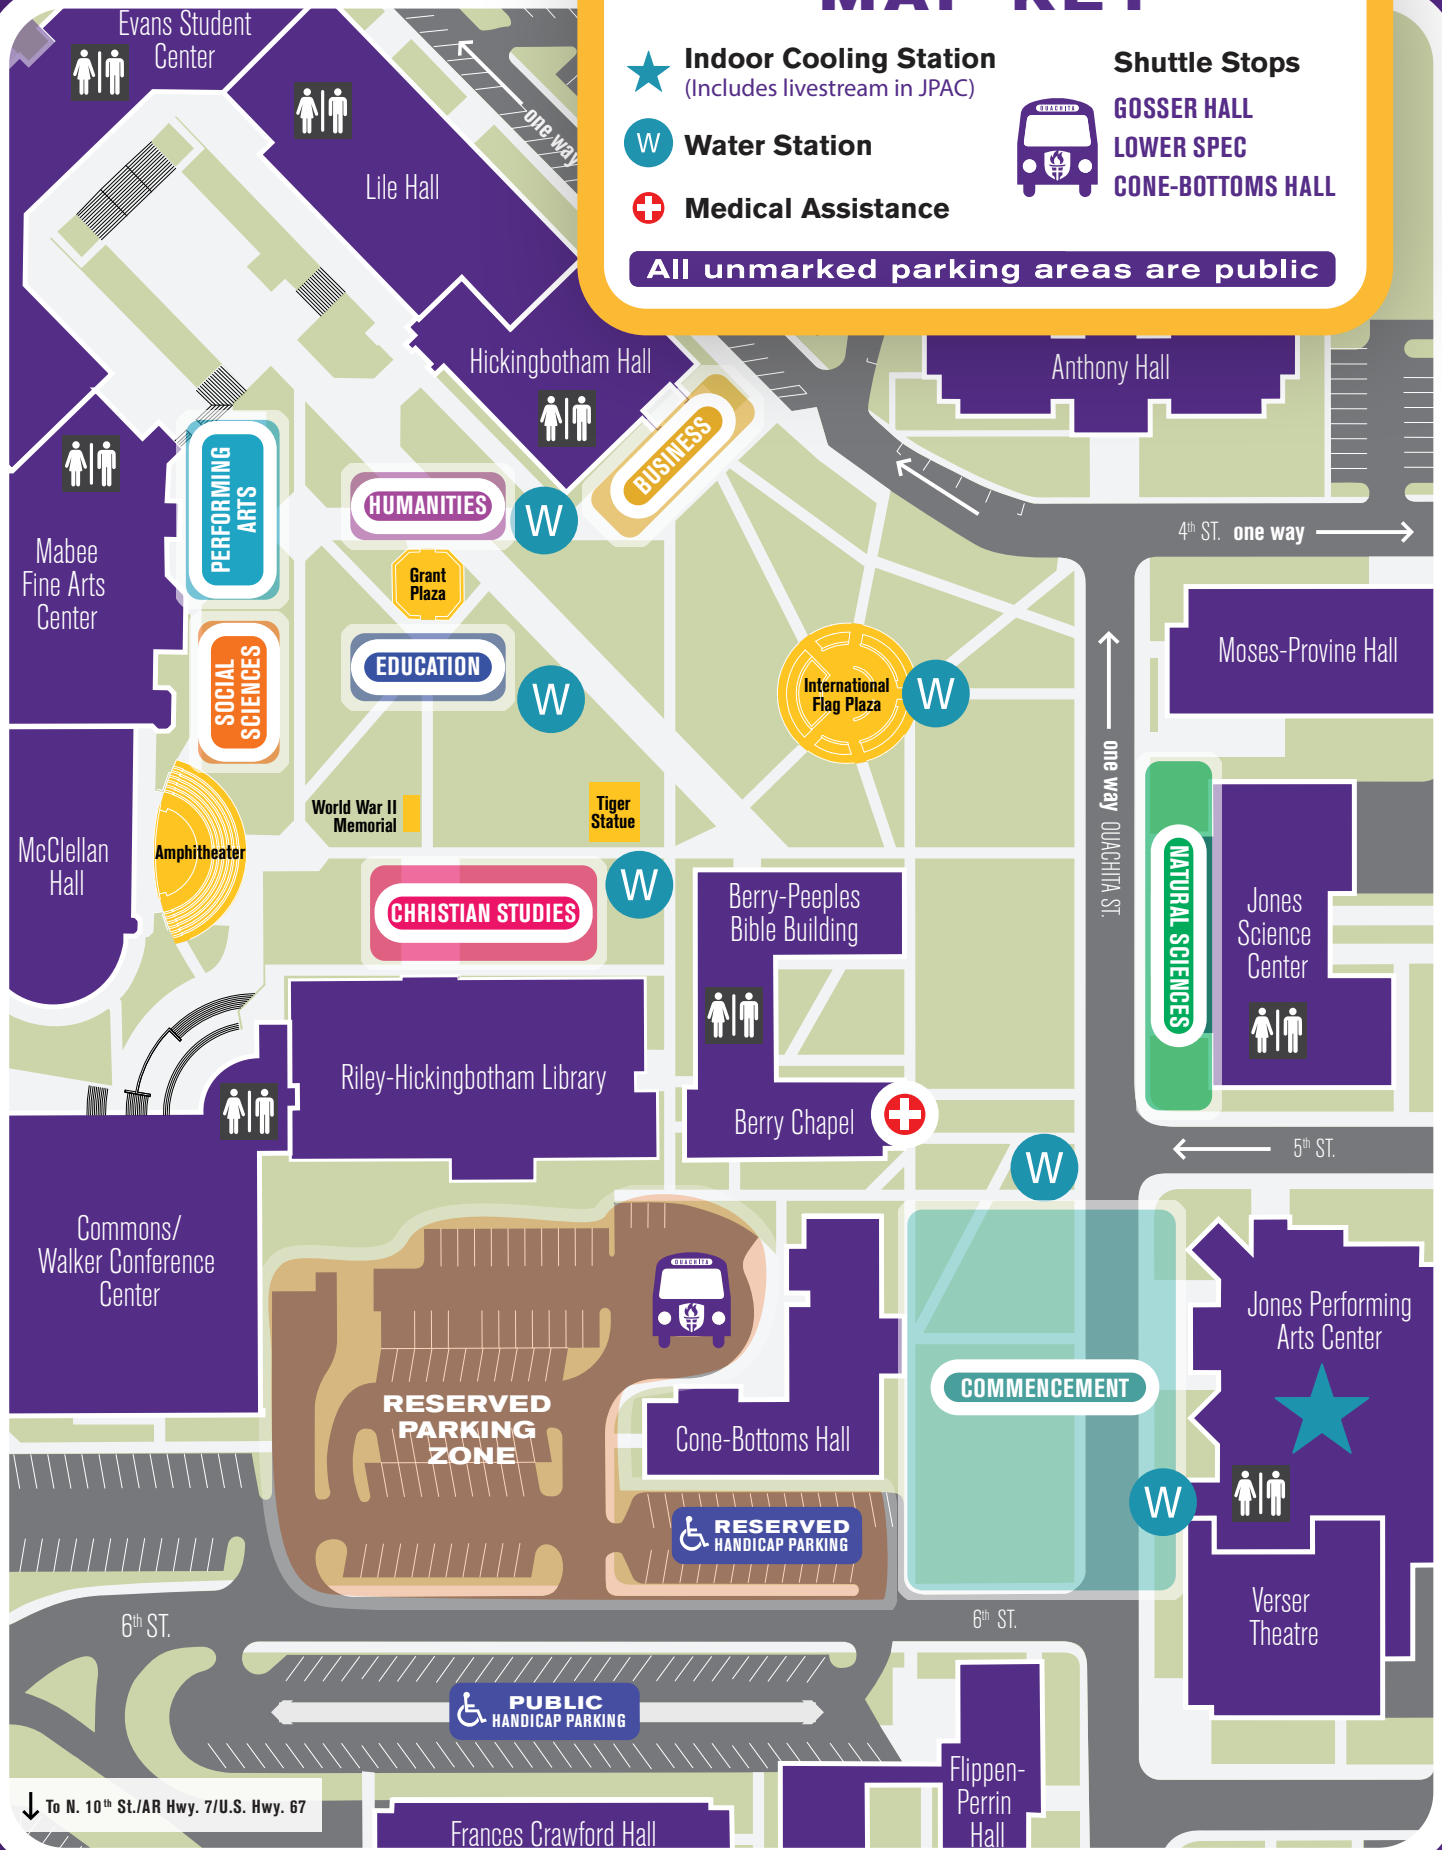 MAP KEY
Indoor Cooling Station
(Includes livestream in JPAC)
W
Water Station
Medical Assistance
Shuttle Stops
OUACHITA
GOSSER HALL
LOWER SPEC
CONE-BOTTOMS HALL
All unmarked parking areas are public
Evans Student
Center
Lile Hall
one way
Hickingbotham Hall
Anthony Hall
BUSINESS
PERFORMING
ARTS
HUMANITIES
W
4th ST. one way
Mabee
Fine Arts
Center
Grant
Plaza
SOCIAL
SCIENCES
EDUCATION
W
International
Flag Plaza
W
Moses-Provine Hall
one way OUACHITA ST.
World War II
Memorial
Tiger
Statue
McClellan
Hall
Amphitheater
CHRISTIAN STUDIES
W
Berry-Peeples
Bible Building
NATURAL SCIENCES
Jones
Science
Center
Riley-Hickingbotham Library
Berry Chapel
W
5th ST.
Commons/
Walker Conference
Center
OUACHITA
Jones Performing
Arts Center
RESERVED
PARKING
ZONE
COMMENCEMENT
Cone-Bottoms Hall
W
RESERVED
HANDICAP PARKING
Verser
Theatre
6th ST.
6th ST.
PUBLIC
HANDICAP PARKING
Flippen-
Perrin
Hall
To N. 10th St./AR Hwy. 7/U.S. Hwy. 67
Frances Crawford Hall